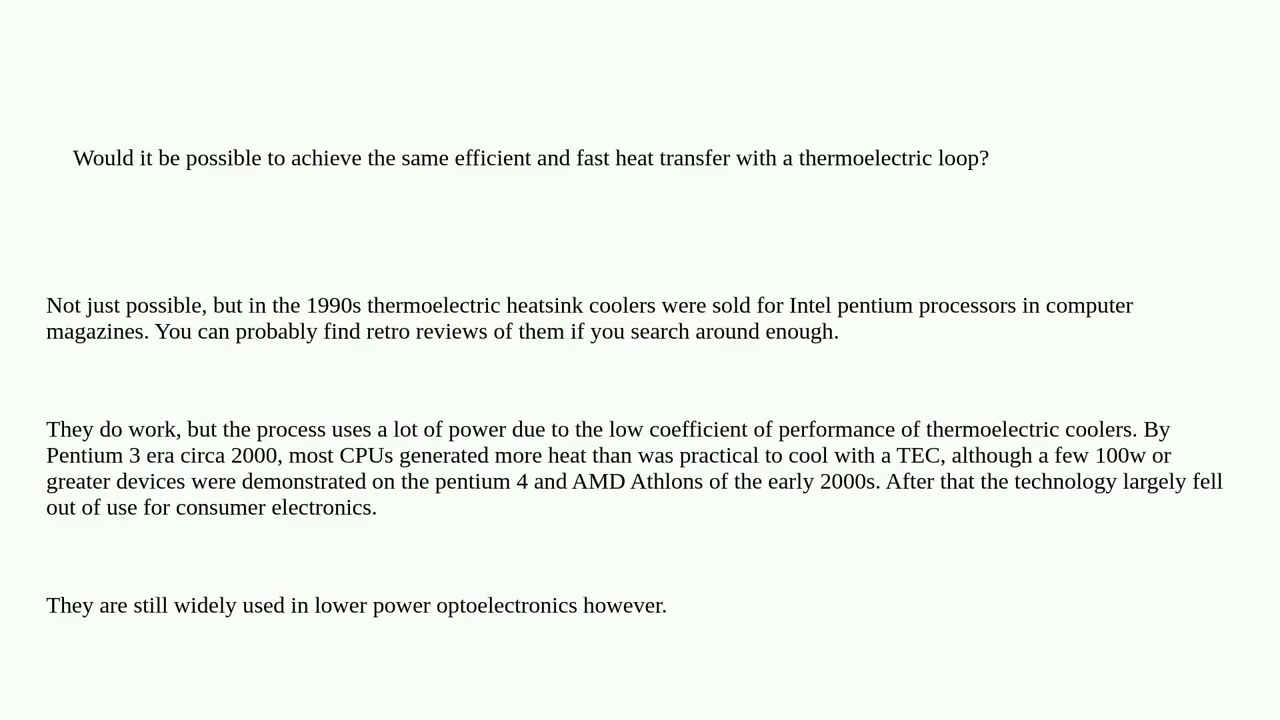 Would it be possible to achieve the same efficient and fast heat transfer with a thermoelectric loop?
Not just possible, but in the 1990s thermoelectric heatsink coolers were sold for Intel pentium processors in computer
magazines. You can probably find retro reviews of them if you search around enough.
They do work, but the process uses a lot of power due to the low coefficient of performance of thermoelectric coolers. By
Pentium 3 era circa 2000, most CPUs generated more heat than was practical to cool with a TEC, although a few 100w or
greater devices were demonstrated on the pentium 4 and AMD Athlons of the early 2000s. After that the technology largely fell
out of use for consumer electronics.
They are still widely used in lower power optoelectronics however.